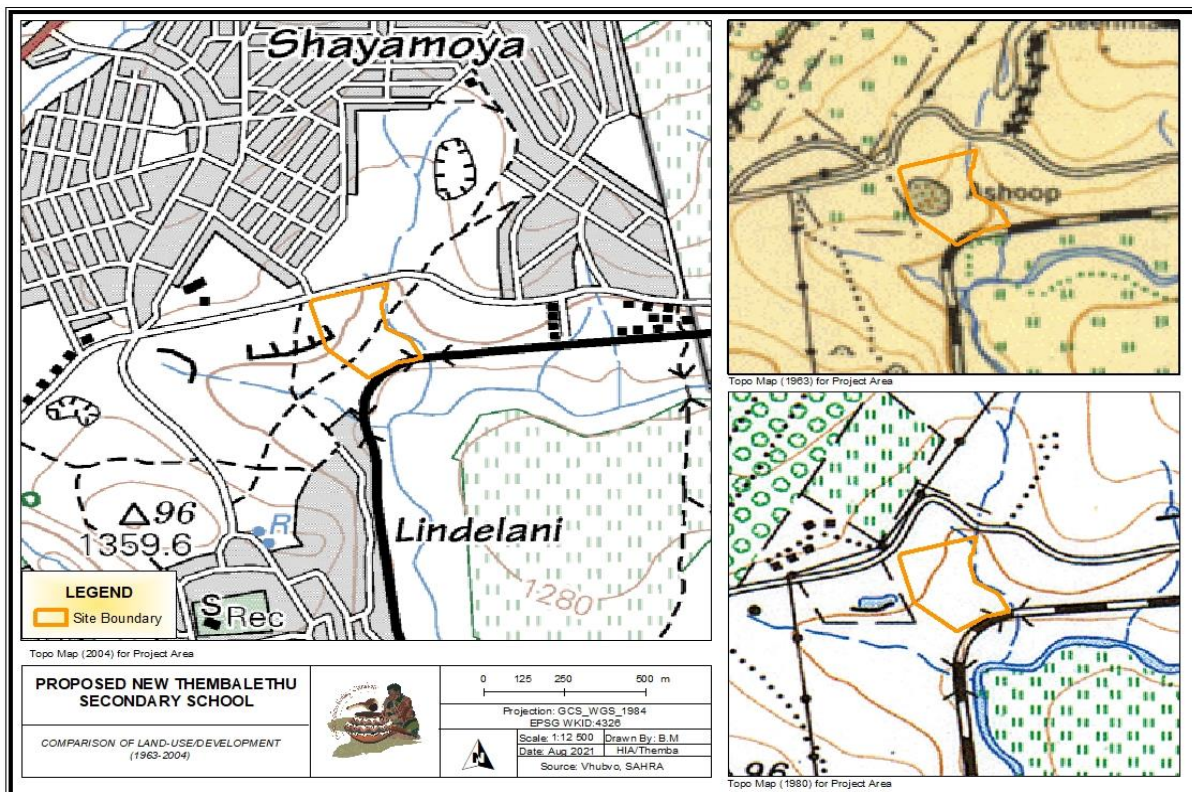 Shayamoya
Lindelani
96
1359.6
R
1280
S
Rec
LEGEND
Site Boundary
Topo Map (2004) for Project Area
Ashoop
Topo Map (1963) for Project Area
96
Topo Map (1980) for Project Area
PROPOSED NEW THEMBALETHU
SECONDARY SCHOOL
COMPARISON OF LAND-USE/DEVELOPMENT
(1963-2004)
0 125 250 500 m
Projection: GCS_WGS_1984
EPSG WKID:4326
N
Scale: 1:12 500 Drawn By: B.M
Date: Aug 2021 HIA/Themba
Source: Vhubvo, SAHRA